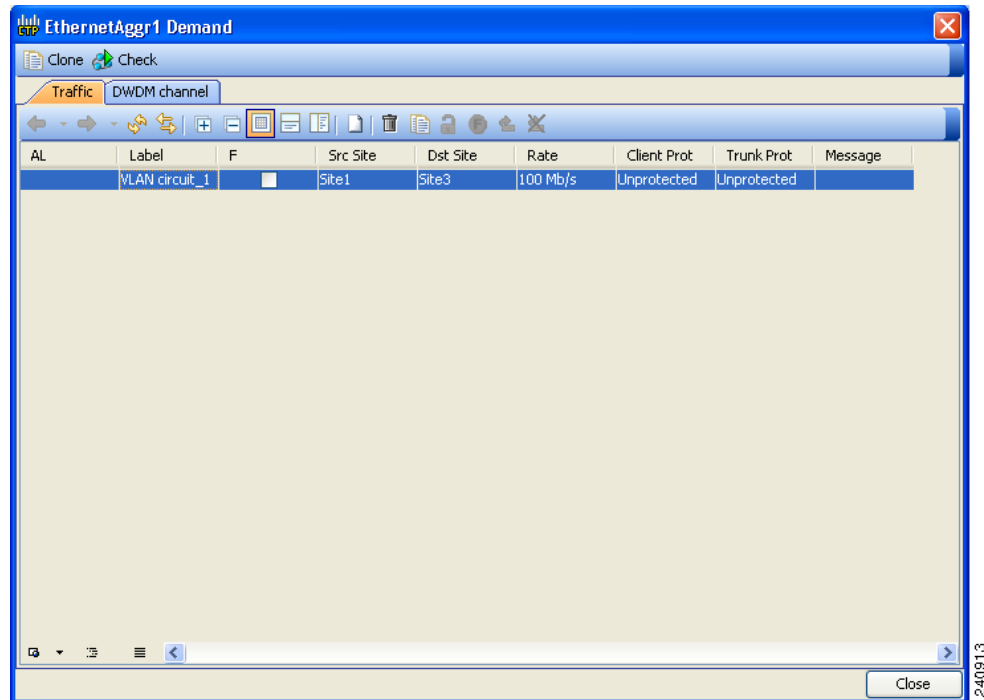 CTP EthernetAggr1 Demand
Clone Check
Traffic DWDM channel
AL Label F Src Site Dst Site Rate Client Prot Trunk Prot Message
VLAN circuit_1 Site1 Site3 100 Mb/s Unprotected Unprotected
Close
240913